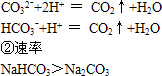 CO₃²⁻+2H⁺ = CO₂↑+H₂O
HCO₃⁻+H⁺ = CO₂↑+H₂O
②速率
NaHCO₃＞Na₂CO₃